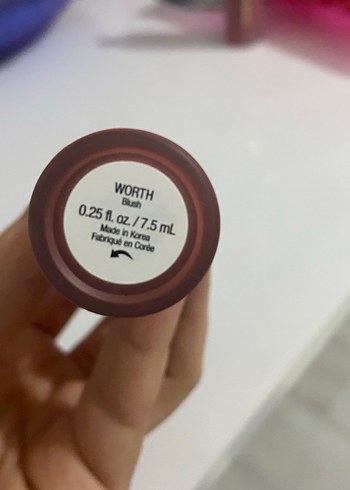 WORTH
Blush
0.25 fl. oz. / 7.5 mL
Made in Korea
Fabriqué en Corée